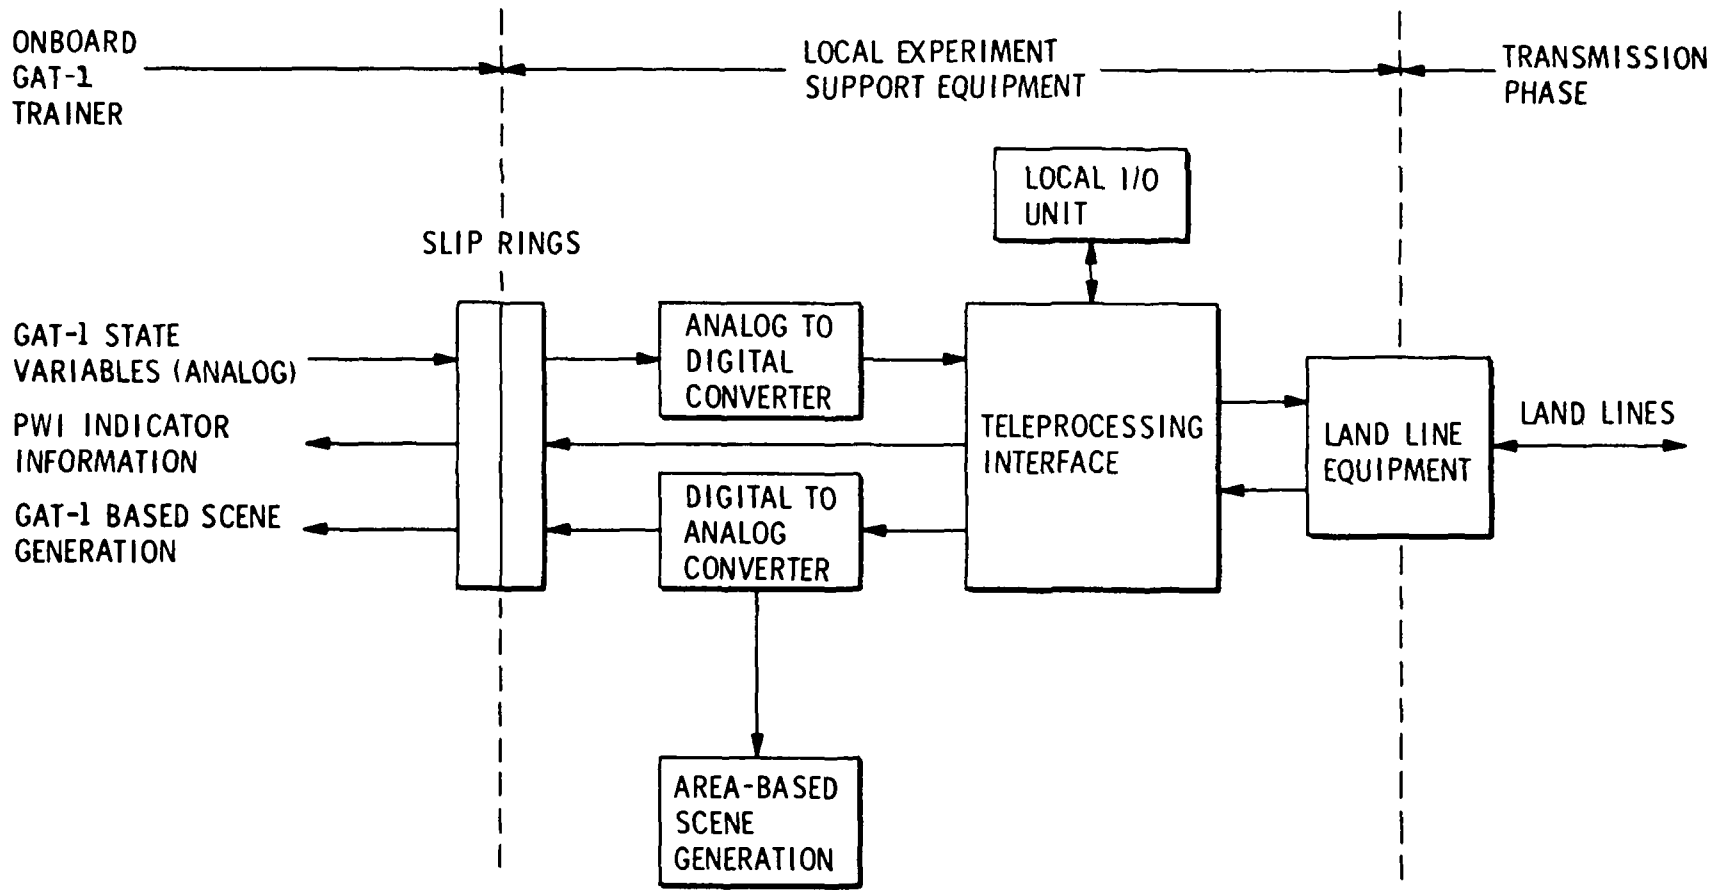 ONBOARD
GAT-1
TRAINER
LOCAL EXPERIMENT
SUPPORT EQUIPMENT
TRANSMISSION
PHASE
LOCAL I/O
UNIT
SLIP RINGS
GAT-1 STATE
VARIABLES (ANALOG)
ANALOG TO
DIGITAL
CONVERTER
PWI INDICATOR
INFORMATION
TELEPROCESSING
INTERFACE
LAND LINE
EQUIPMENT
LAND LINES
GAT-1 BASED SCENE
GENERATION
DIGITAL TO
ANALOG
CONVERTER
AREA-BASED
SCENE
GENERATION